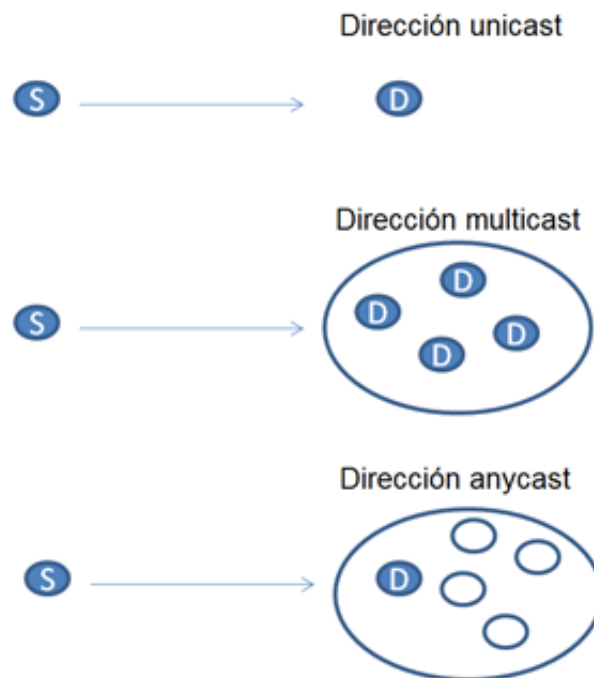 Dirección unicast
S D
Dirección multicast
D
D
S
D
D
Dirección anycast
S D